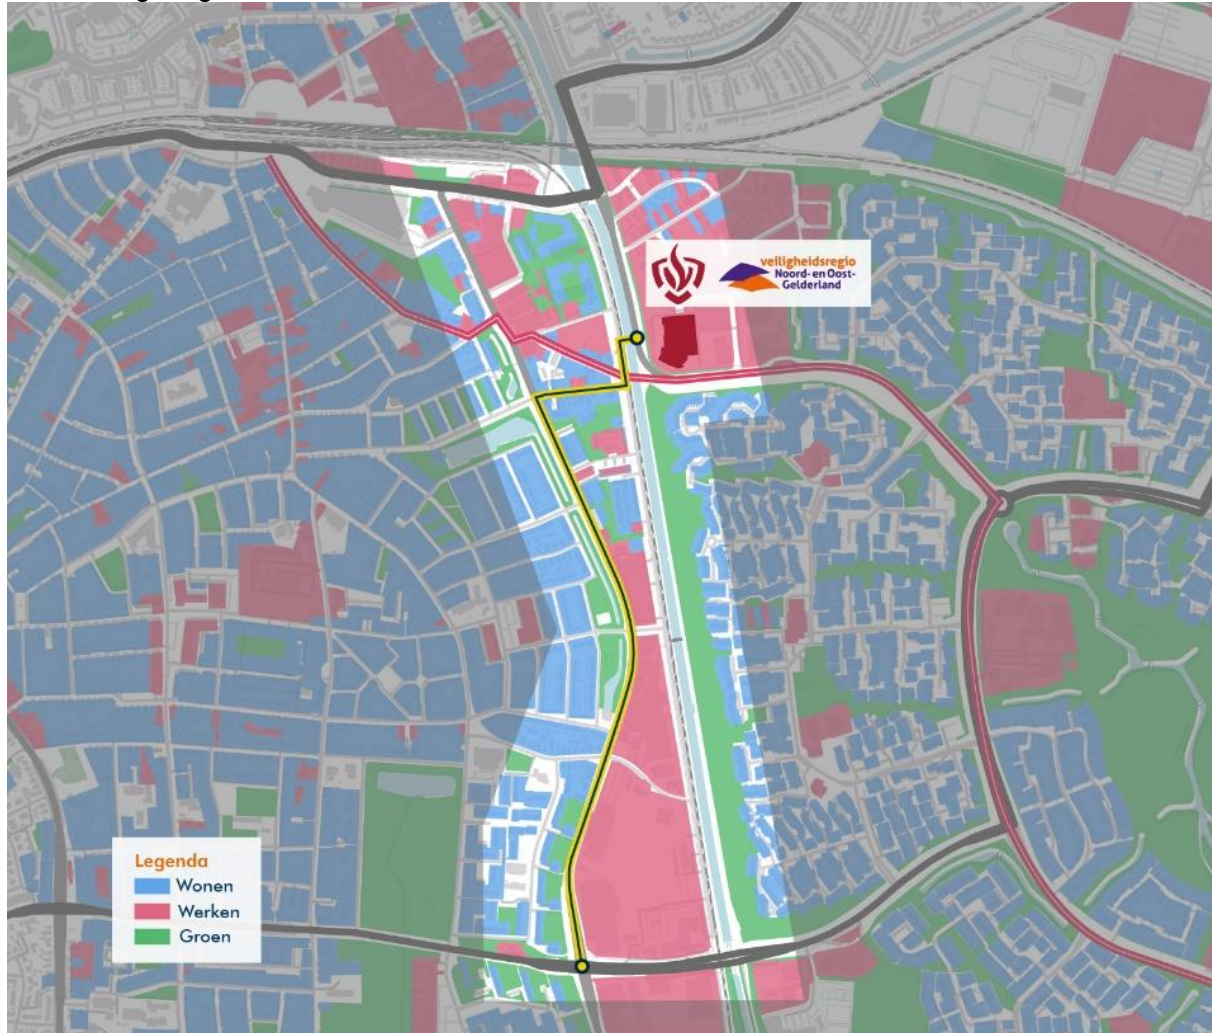 veiligheidsregio
Noord- en Oost-
Gelderland
Legenda
Wonen
Werken
Groen